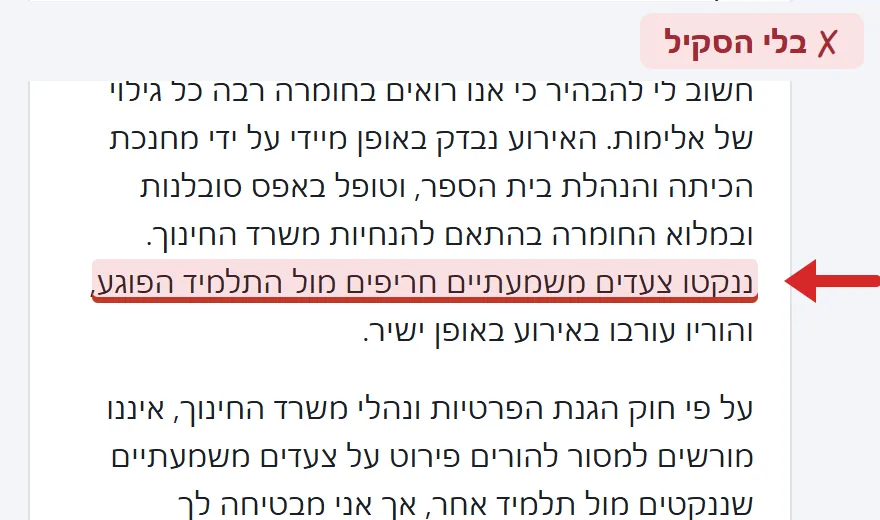 ✗ בלי הסקיל
חשוב לי להבהיר כי אנו רואים בחומרה רבה כל גילוי
של אלימות. האירוע נבדק באופן מיידי על ידי מחנכת
הכיתה והנהלת בית הספר, וטופל באפס סובלנות
ובמלוא החומרה בהתאם להנחיות משרד החינוך.
ננקטו צעדים משמעתיים חריפים מול התלמיד הפוגע,
והוריו עורבו באירוע באופן ישיר.
על פי חוק הגנת הפרטיות ונהלי משרד החינוך, איננו
מורשים למסור להורים פירוט על צעדים משמעתיים
שננקטים מול תלמיד אחר, אך אני מבטיחה לך